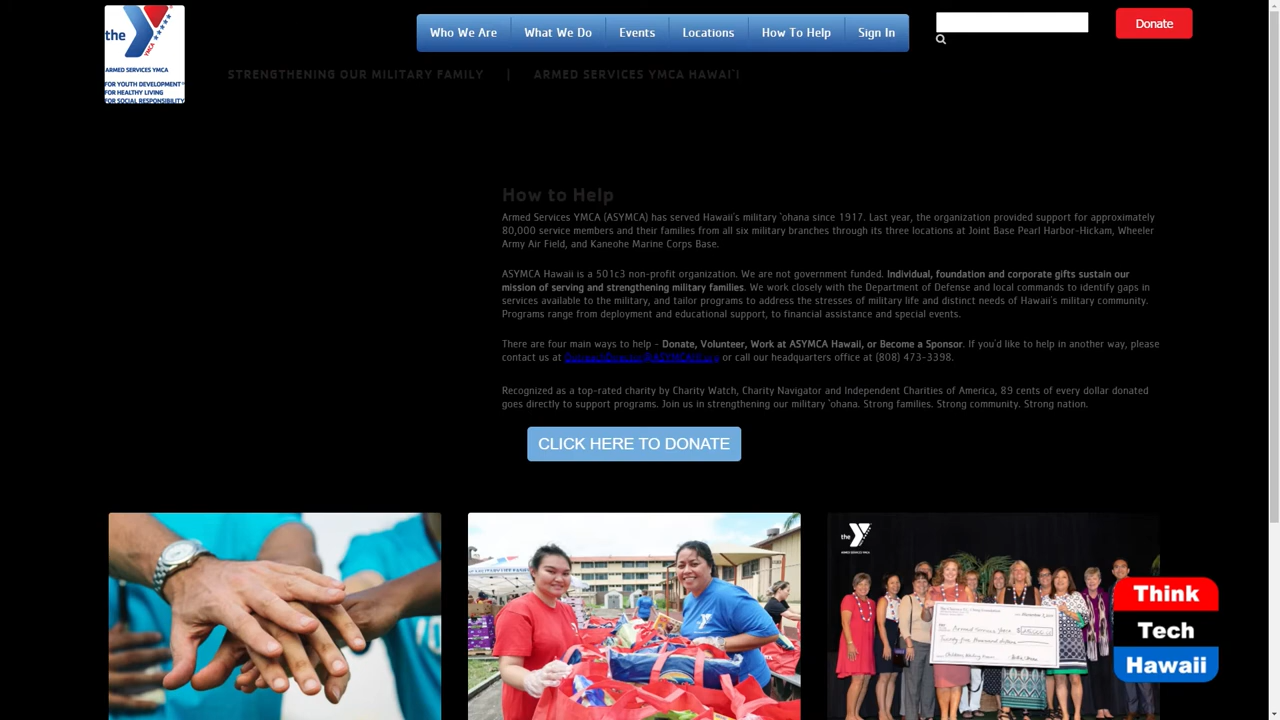 the
YMCA
ARMED SERVICES YMCA
FOR YOUTH DEVELOPMENT®
FOR HEALTHY LIVING
FOR SOCIAL RESPONSIBILITY
Who We Are
What We Do
Events
Locations
How To Help
Sign In
Donate
STRENGTHENING OUR MILITARY FAMILY | ARMED SERVICES YMCA HAWAI'I
How to Help
Armed Services YMCA (ASYMCA) has served Hawaii's military `ohana since 1917. Last year, the organization provided support for approximately
80,000 service members and their families from all six military branches through its three locations at Joint Base Pearl Harbor-Hickam, Wheeler
Army Air Field, and Kaneohe Marine Corps Base.
ASYMCA Hawaii is a 501c3 non-profit organization. We are not government funded. Individual, foundation and corporate gifts sustain our
mission of serving and strengthening military families. We work closely with the Department of Defense and local commands to identify gaps in
services available to the military, and tailor programs to address the stresses of military life and distinct needs of Hawaii's military community.
Programs range from deployment and educational support, to financial assistance and special events.
There are four main ways to help - Donate, Volunteer, Work at ASYMCA Hawaii, or Become a Sponsor. If you'd like to help in another way, please
contact us at or call our headquarters office at (808) 473-3398.
Recognized as a top-rated charity by Charity Watch, Charity Navigator and Independent Charities of America, 89 cents of every dollar donated
goes directly to support programs. Join us in strengthening our military `ohana. Strong families. Strong community. Strong nation.
CLICK HERE TO DONATE
the
ARMED SERVICES YMCA
Armed Services YMCA
Think
Tech
Hawaii